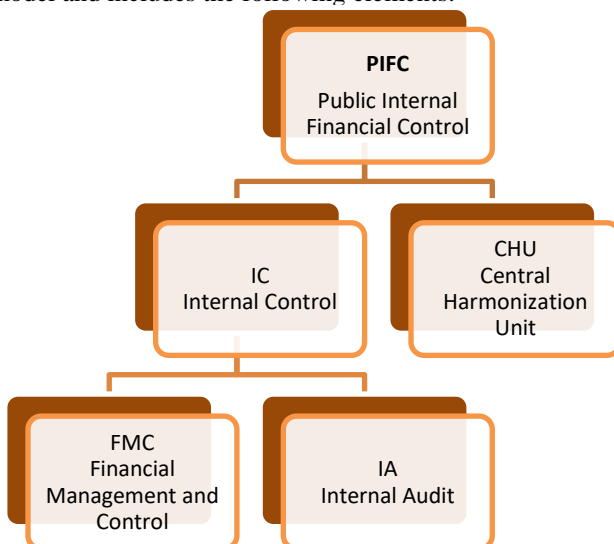 model and includes the following elements:
PIFC
Public Internal
Financial Control
IC
Internal Control
CHU
Central
Harmonization
Unit
FMC
Financial
Management and
Control
IA
Internal Audit